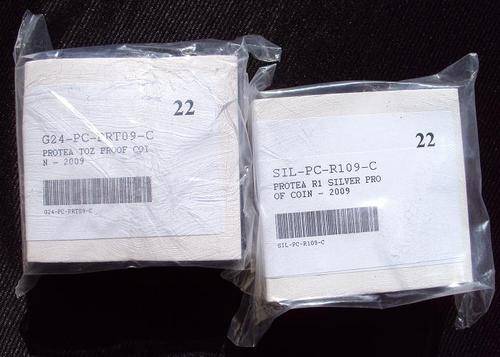 22
G24-PC-PRT09-C
PROTEA TOZ PROOF COI
N - 2009
G24-PC-PRT09-C
22
SIL-PC-R109-C
PROTEA R1 SILVER PRO
OF COIN - 2009
SIL-PC-R109-C